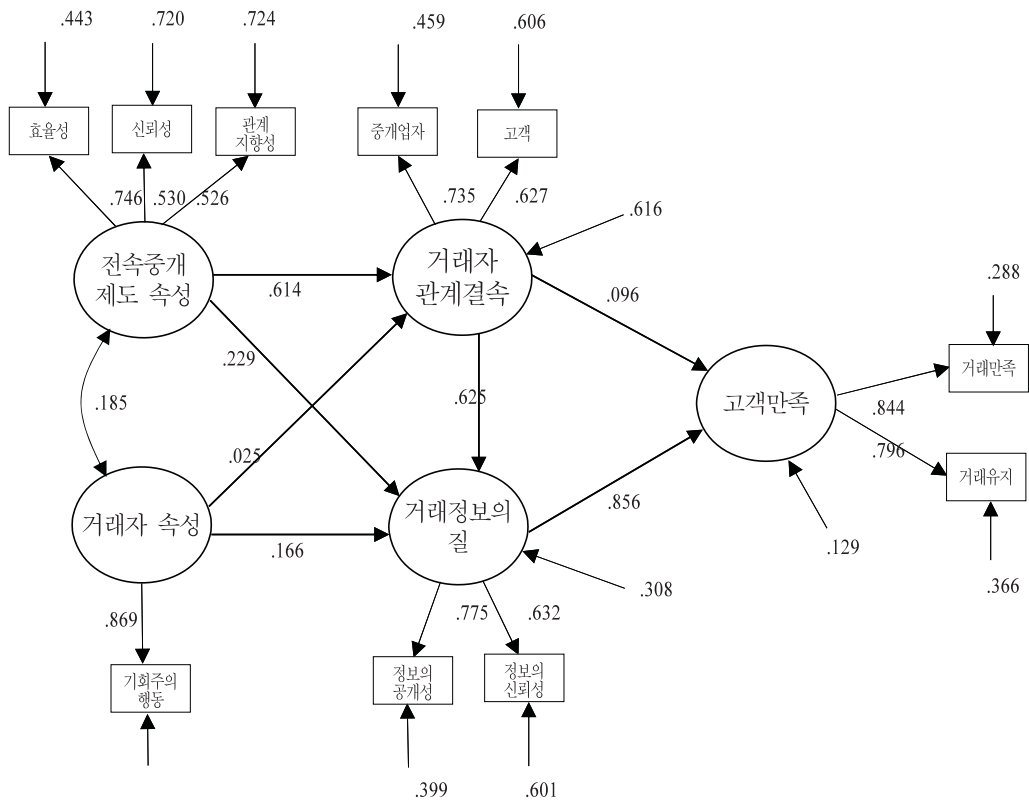 .443
.720
.724
.459
.606
효율성
신뢰성
관계
지향성
중개업자
고객
.746
.530
.526
.735
.627
.616
전속중개
제도 속성
거래자
관계결속
.614
.096
.288
거래만족
.229
.625
고객만족
.844
.185
.796
.025
거래유지
거래자 속성
거래정보의
질
.856
.166
.129
.308
.366
.869
.775
.632
기회주의
행동
정보의
공개성
정보의
신뢰성
.399
.601